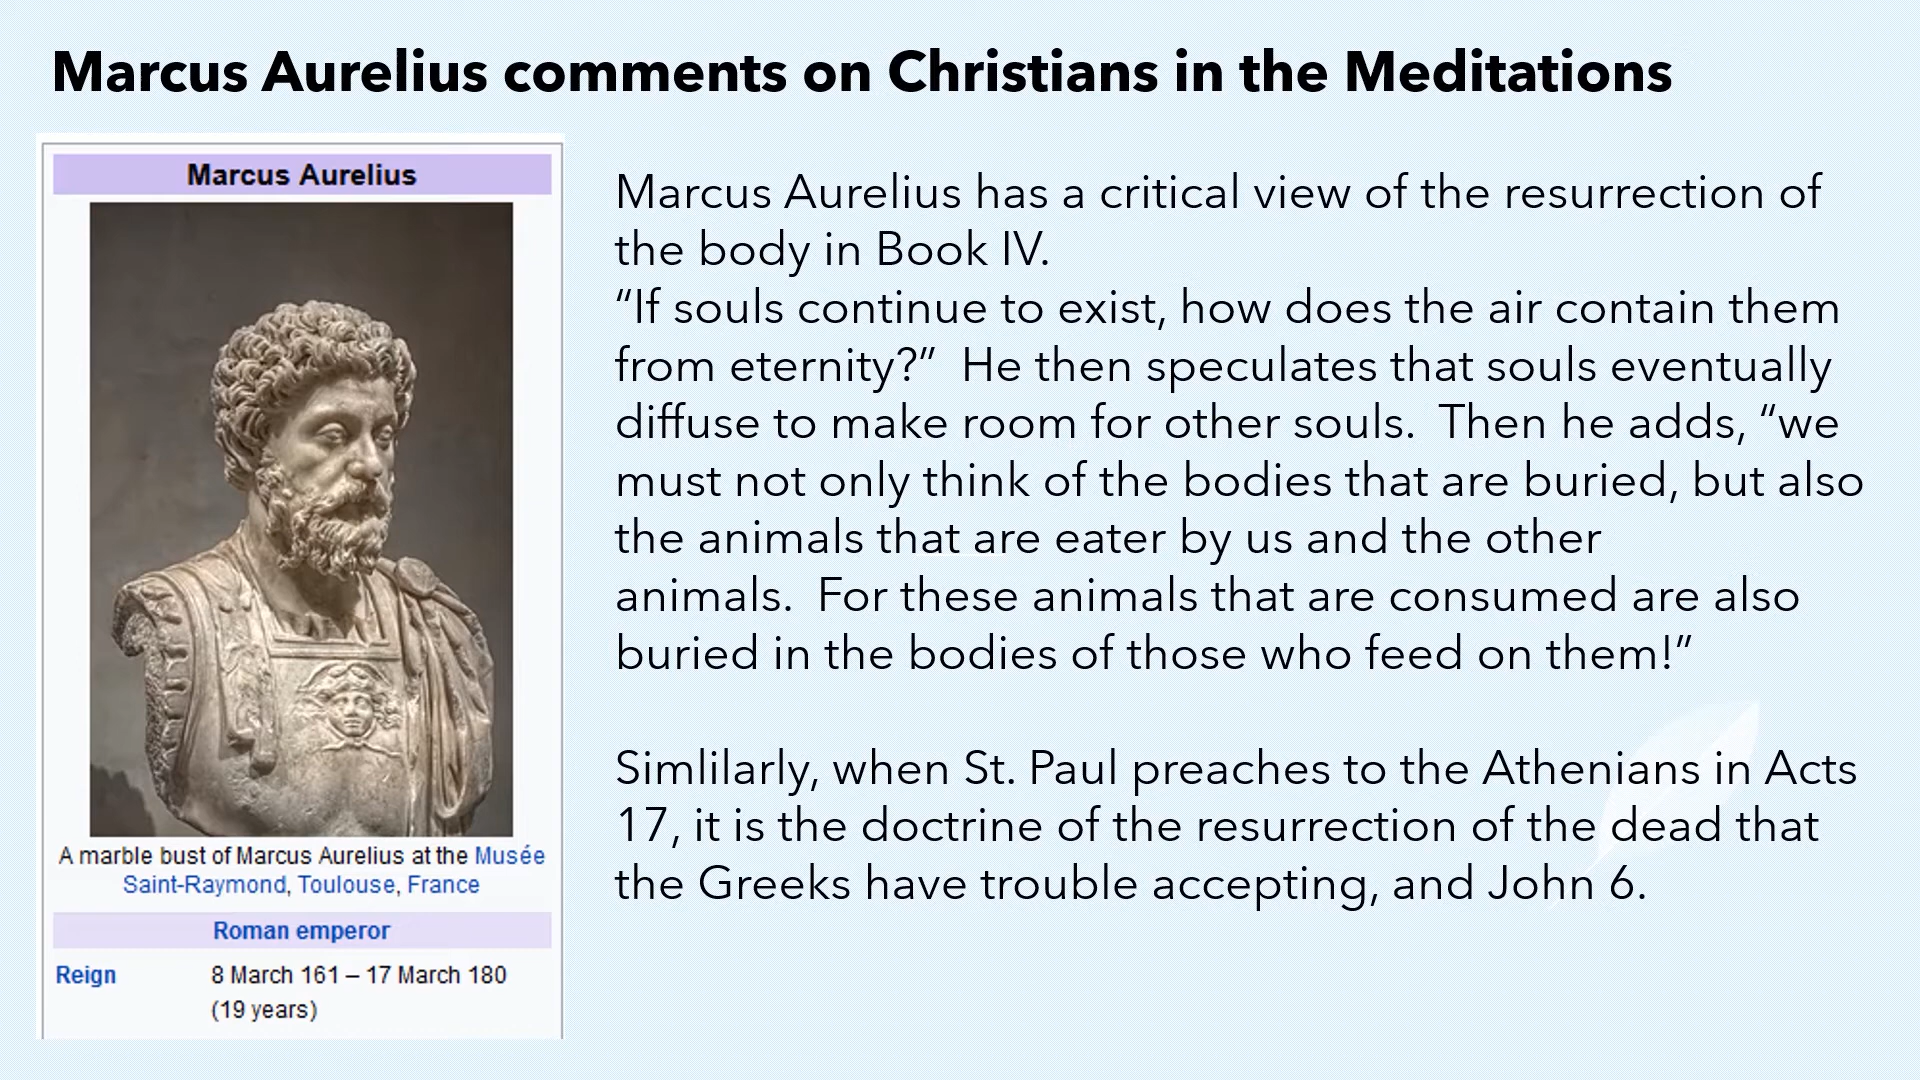 Marcus Aurelius comments on Christians in the Meditations
Marcus Aurelius
A marble bust of Marcus Aurelius at the Musée
Saint-Raymond, Toulouse, France
Roman emperor
Reign 8 March 161 – 17 March 180
(19 years)
Marcus Aurelius has a critical view of the resurrection of
the body in Book IV.
“If souls continue to exist, how does the air contain them
from eternity?”  He then speculates that souls eventually
diffuse to make room for other souls.  Then he adds, “we
must not only think of the bodies that are buried, but also
the animals that are eater by us and the other
animals.  For these animals that are consumed are also
buried in the bodies of those who feed on them!”
Simlilarly, when St. Paul preaches to the Athenians in Acts
17, it is the doctrine of the resurrection of the dead that
the Greeks have trouble accepting, and John 6.